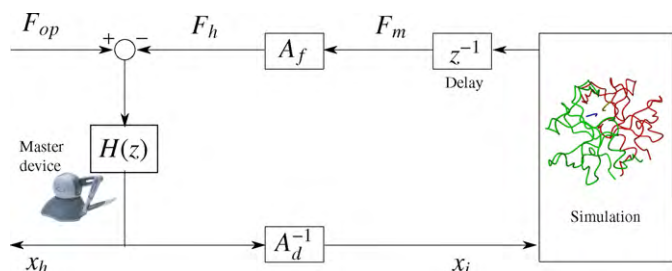 F_op
+
−
F_h
A_f
F_m
z^{-1}
Delay
Master
device
H(z)
Simulation
x_h
A_d^{-1}
x_i